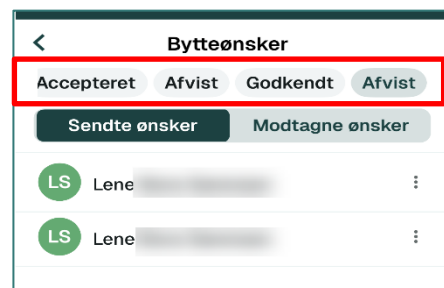 Bytteønsker
Accepteret Afvist Godkendt Afvist
Sendte ønsker Modtagne ønsker
LS Lene
LS Lene